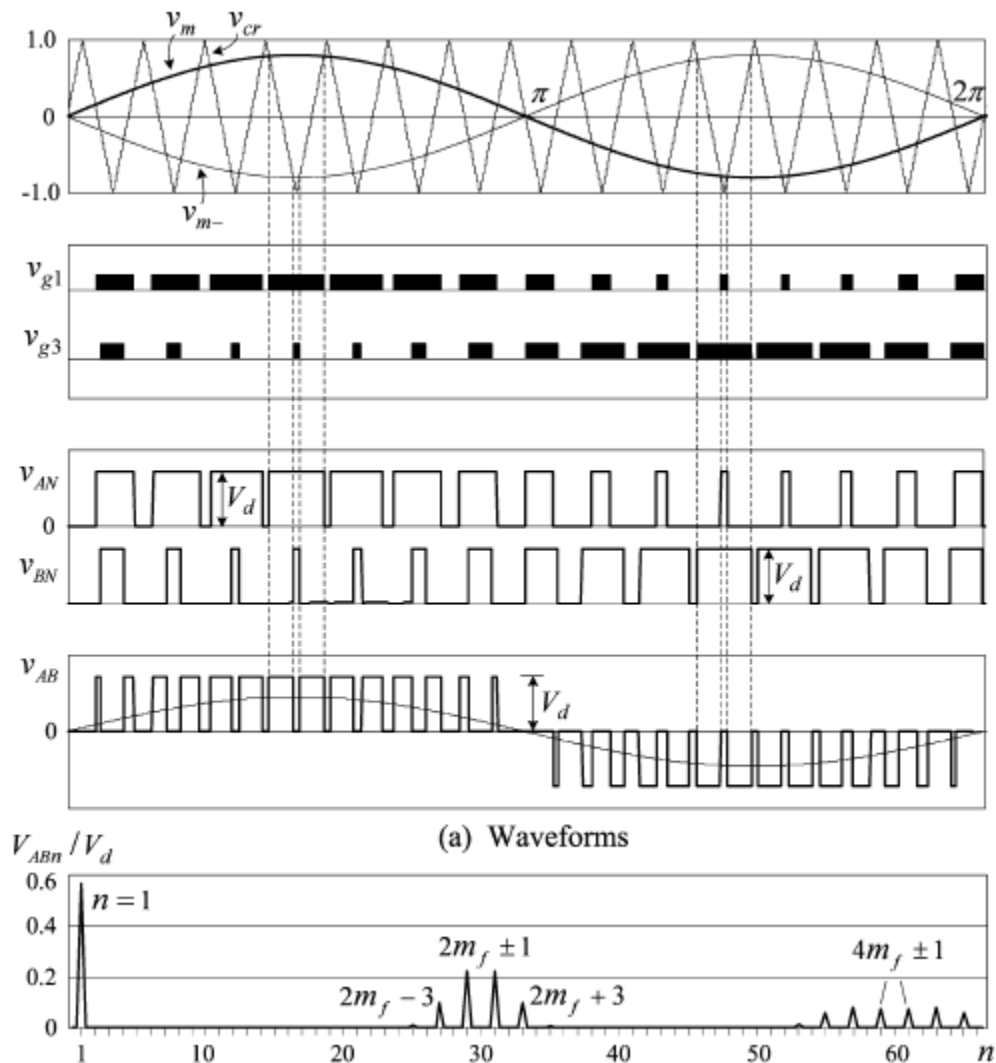 v_m v_cr
1.0
π 2π
0
-1.0
v_m−
v_g1
v_g3
v_AN
V_d
0
v_BN
V_d
v_AB
V_d
0
(a) Waveforms
V_ABn / V_d
0.6
n = 1
0.4
2m_f ± 1 4m_f ± 1
0.2
2m_f − 3 2m_f + 3
0
1 10 20 30 40 50 60 n